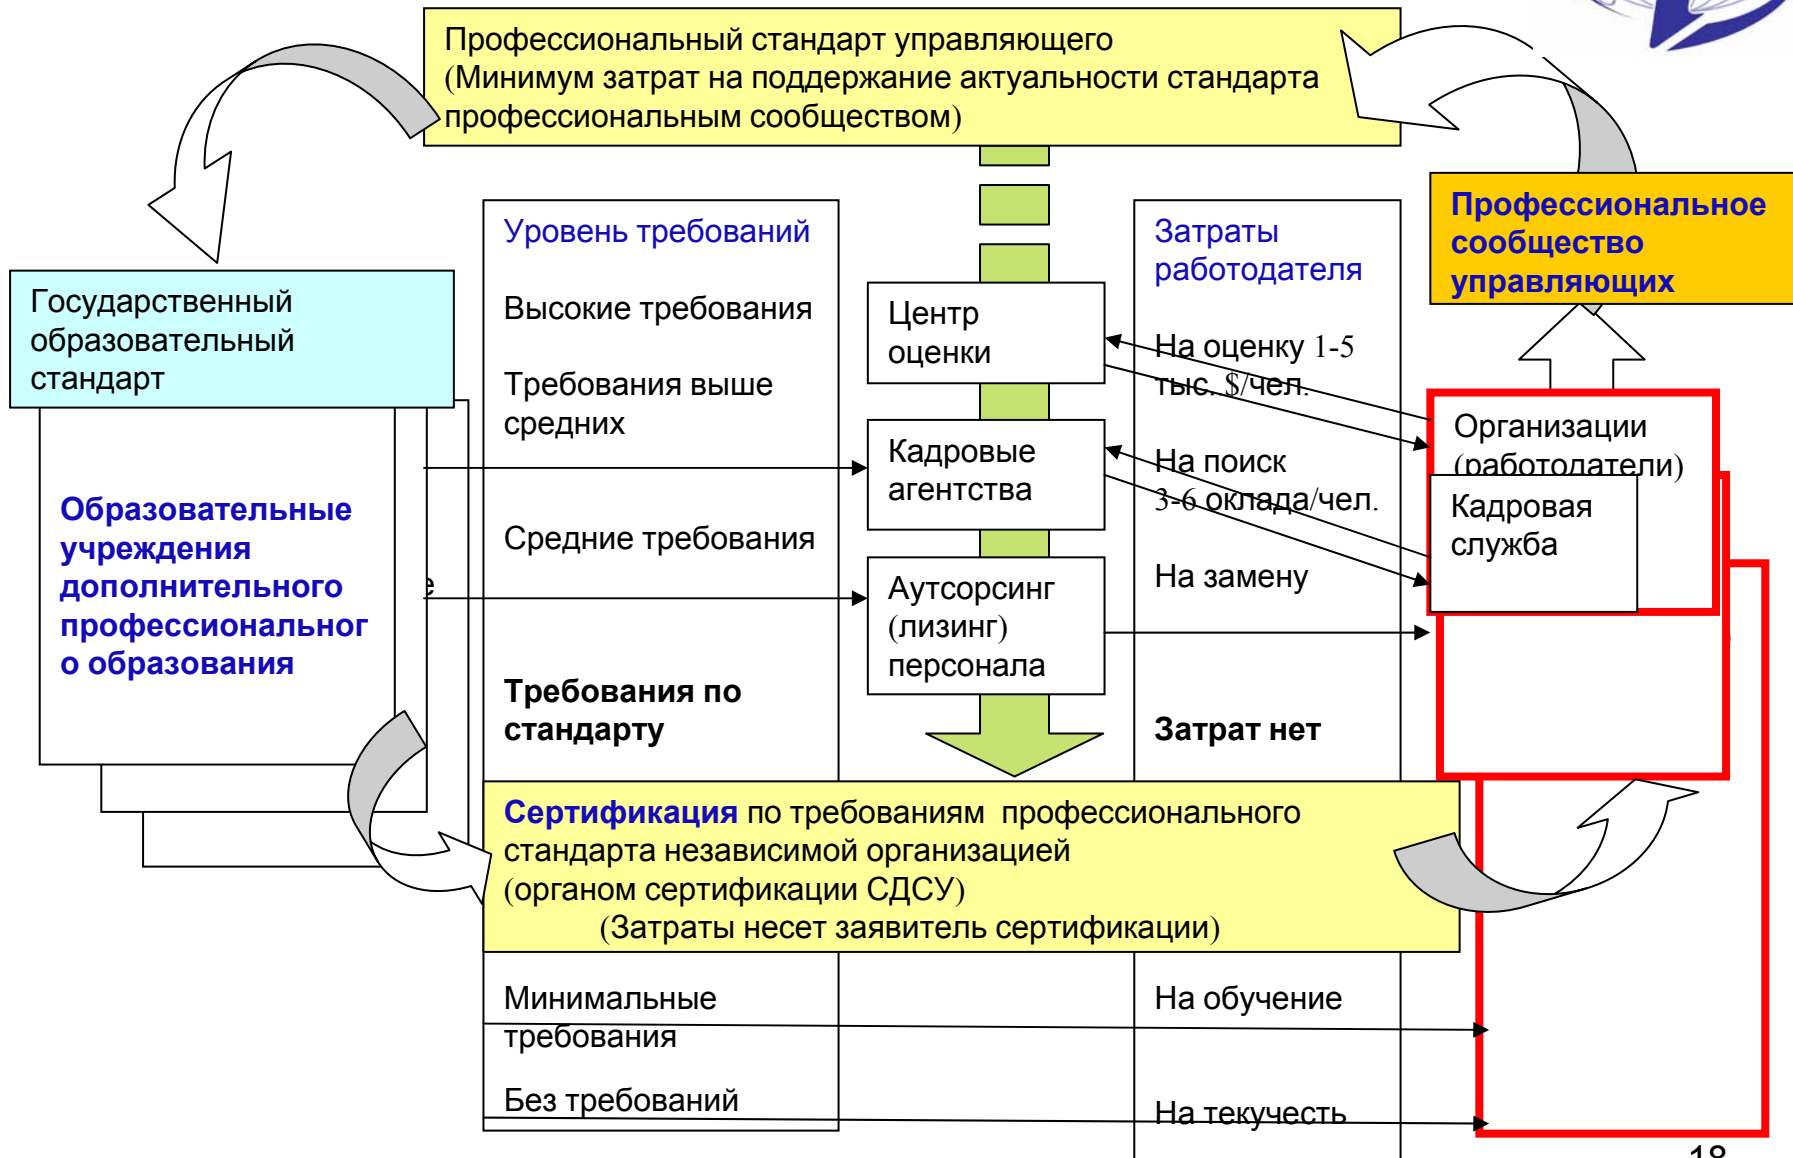 Профессиональный стандарт управляющего
(Минимум затрат на поддержание актуальности стандарта
профессиональным сообществом)
Государственный
образовательный
стандарт
Образовательные
учреждения
дополнительного
профессиональног
о образования
е
Уровень требований
Высокие требования
Требования выше
средних
Средние требования
Требования по
стандарту
Центр
оценки
Кадровые
агентства
Аутсорсинг
(лизинг)
персонала
Затраты
работодателя
На оценку 1-5
тыс. $/чел.
На поиск
3-6 оклада/чел.
На замену
Затрат нет
Профессиональное
сообщество
управляющих
Организации
(работодатели)
Кадровая
служба
Сертификация по требованиям профессионального
стандарта независимой организацией
(органом сертификации СДСУ)
(Затраты несет заявитель сертификации)
Минимальные
требования
Без требований
На обучение
На текучесть
18